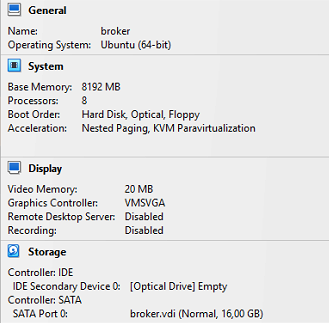 General
Name: broker
Operating System: Ubuntu (64-bit)
System
Base Memory: 8192 MB
Processors: 8
Boot Order: Hard Disk, Optical, Floppy
Acceleration: Nested Paging, KVM Paravirtualization
Display
Video Memory: 20 MB
Graphics Controller: VMSVGA
Remote Desktop Server: Disabled
Recording: Disabled
Storage
Controller: IDE
IDE Secondary Device 0: [Optical Drive] Empty
Controller: SATA
SATA Port 0: broker.vdi (Normal, 16,00 GB)